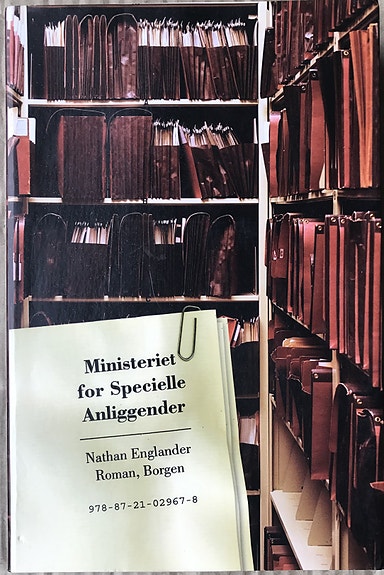 Ministeriet
for Specielle
Anliggender
Nathan Englander
Roman, Borgen
978-87-21-02967-8